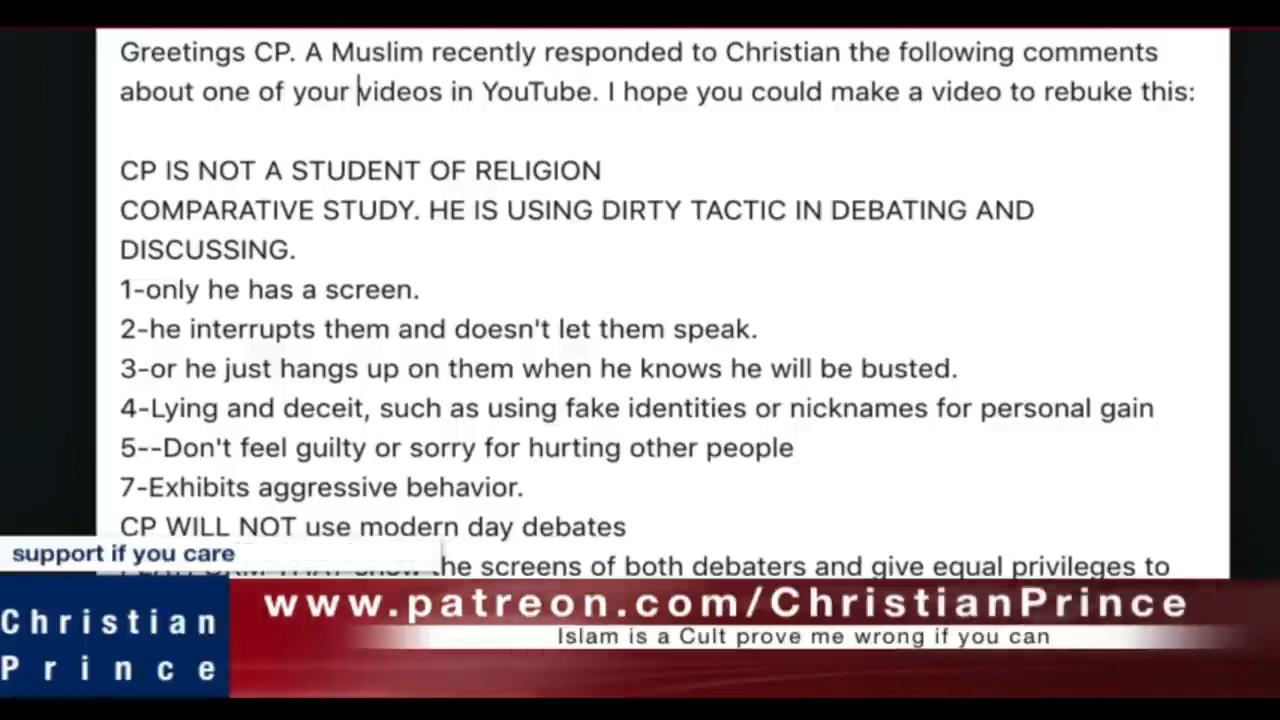 Greetings CP. A Muslim recently responded to Christian the following comments
about one of your videos in YouTube. I hope you could make a video to rebuke this:
CP IS NOT A STUDENT OF RELIGION
COMPARATIVE STUDY. HE IS USING DIRTY TACTIC IN DEBATING AND
DISCUSSING.
1-only he has a screen.
2-he interrupts them and doesn't let them speak.
3-or he just hangs up on them when he knows he will be busted.
4-Lying and deceit, such as using fake identities or nicknames for personal gain
5--Don't feel guilty or sorry for hurting other people
7-Exhibits aggressive behavior.
CP WILL NOT use modern day debates
the screens of both debaters and give equal privileges to
support if you care
Christian
Prince
www.patreon.com/ChristianPrince
Islam is a Cult prove me wrong if you can